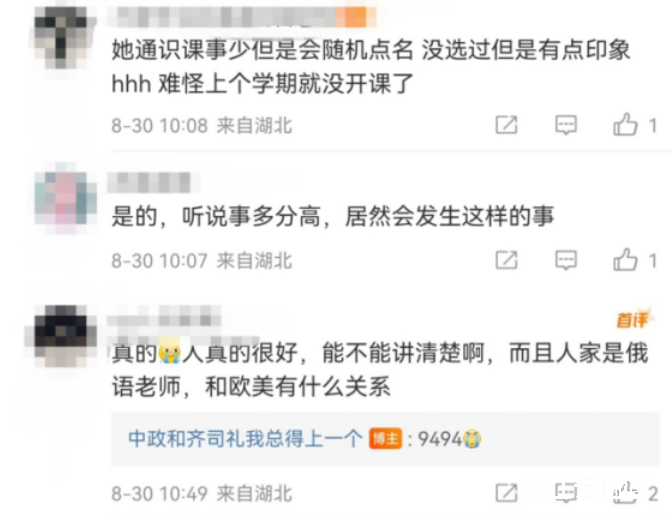 她通识课事少但是会随机点名 没选过但是有点印象
hhh 难怪上个学期就没开课了
8-30 10:08 来自湖北
1
是的，听说事多分高，居然会发生这样的事
8-30 10:07 来自湖北
1
首评
真的😭人真的很好，能不能讲清楚啊，而且人家是俄
语老师，和欧美有什么关系
中政和齐司礼我总得上一个 博主 : 9494😭
8-30 10:49 来自湖北
2